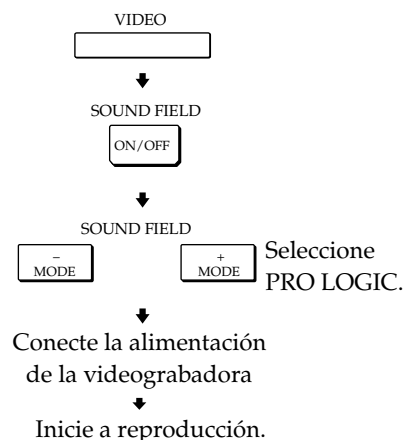 VIDEO
SOUND FIELD
ON/OFF
SOUND FIELD
–
MODE
+
MODE
Seleccione
PRO LOGIC.
Conecte la alimentación
de la videograbadora
Inicie a reproducción.